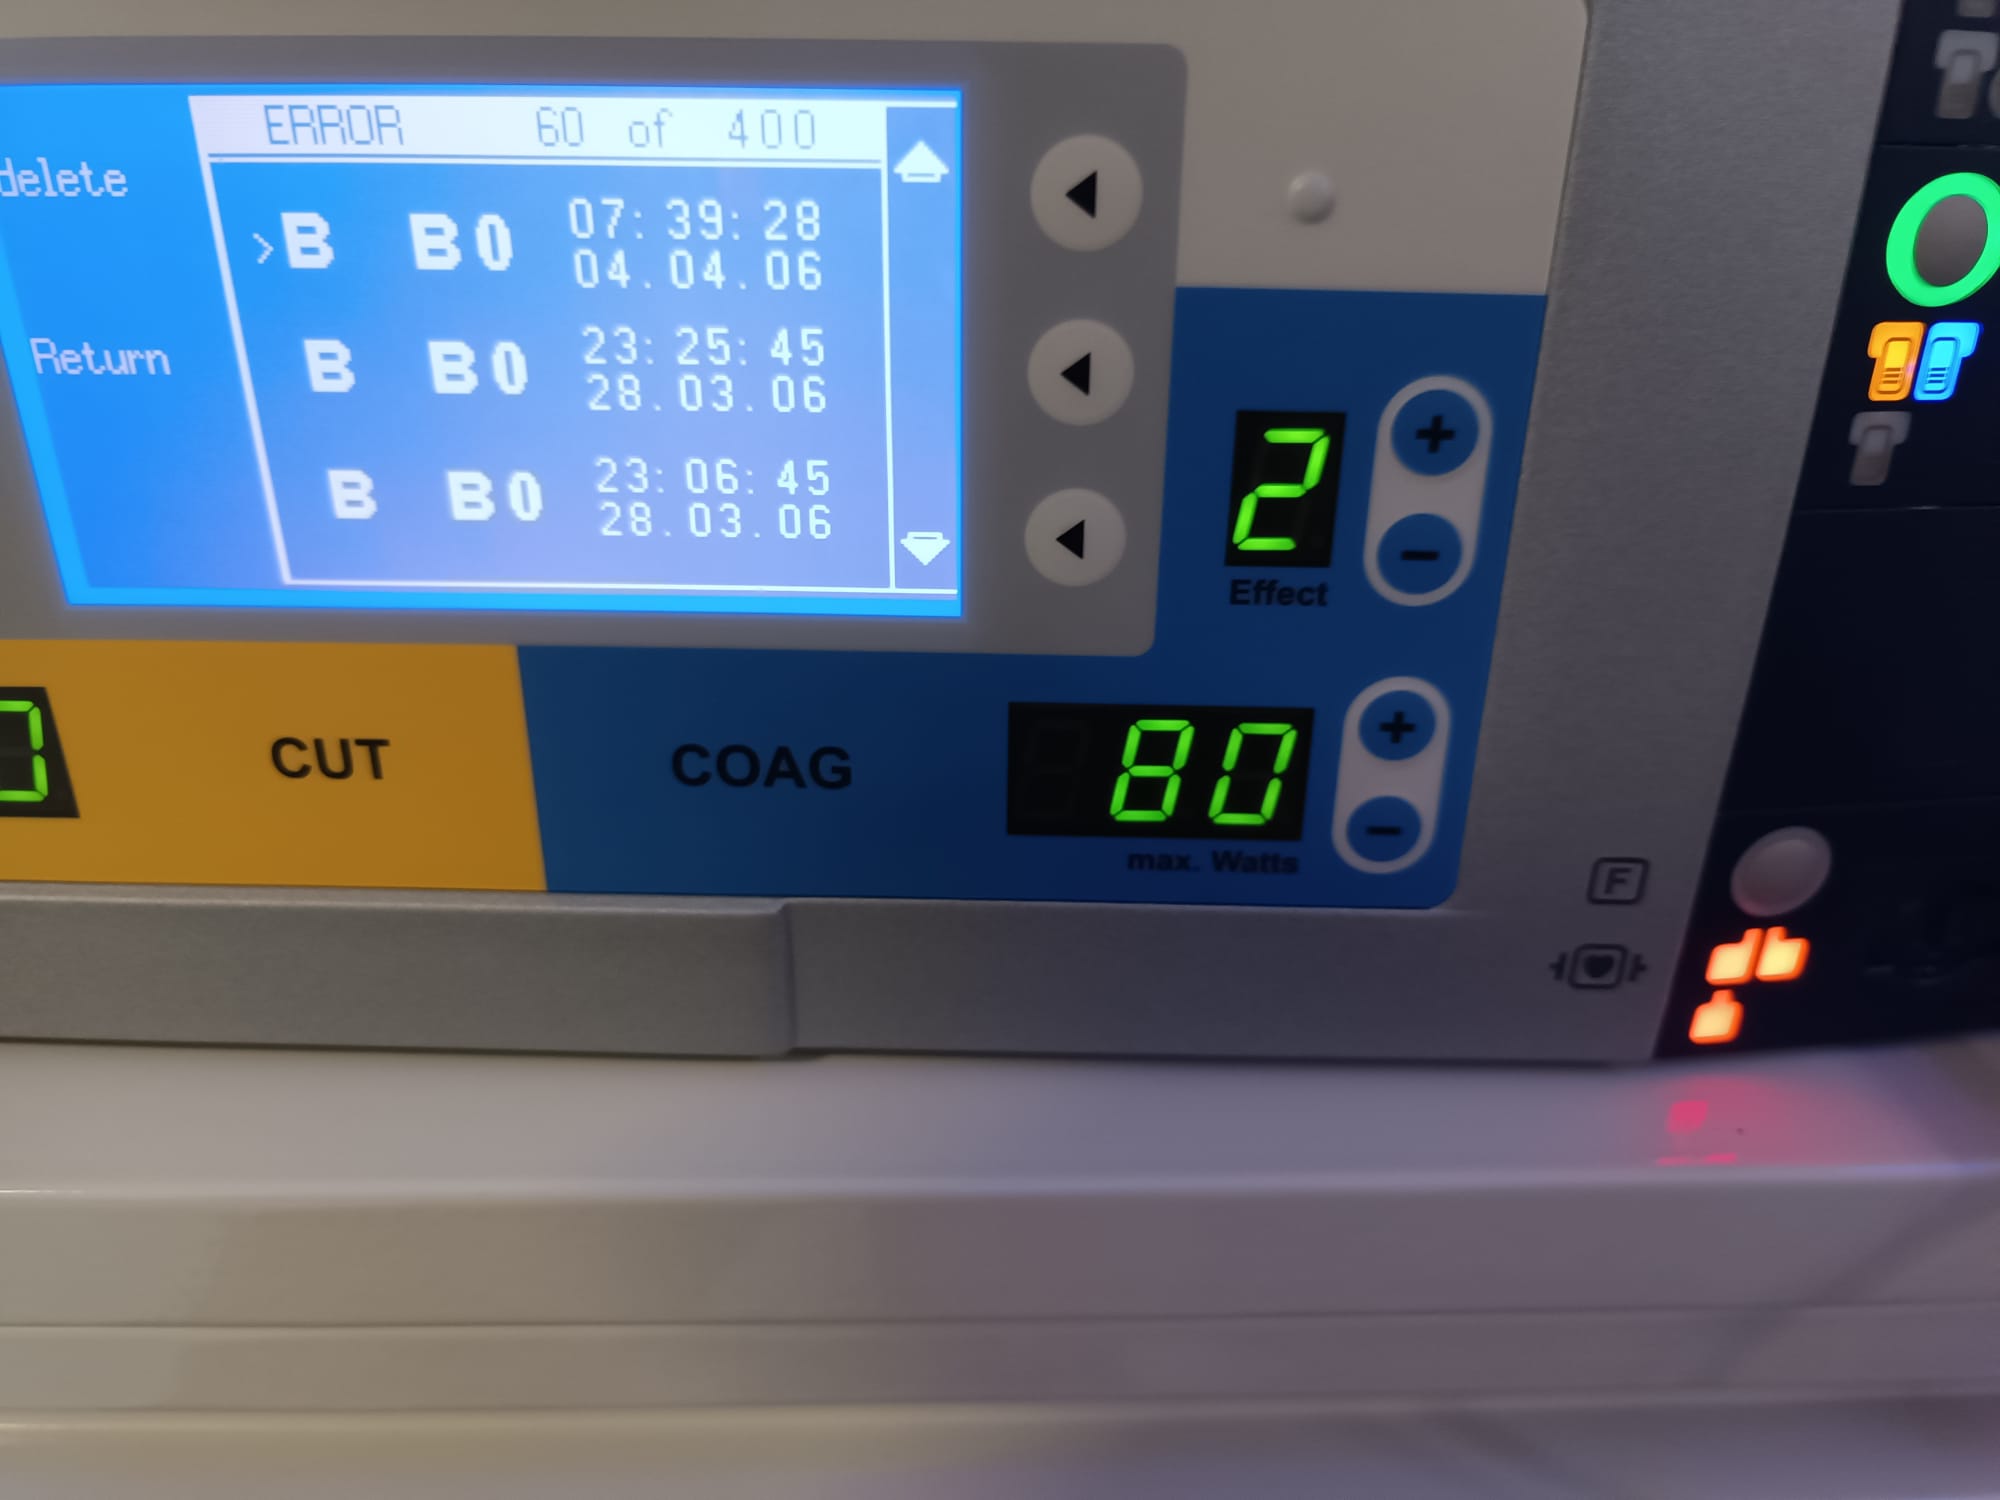 ERROR 60 of 400
delete
>B B0 07:39:28
04.04.06
Return
B B0 23:25:45
28.03.06
B B0 23:06:45
28.03.06
2
+
-
Effect
CUT
COAG
80
+
-
max. Watts
F